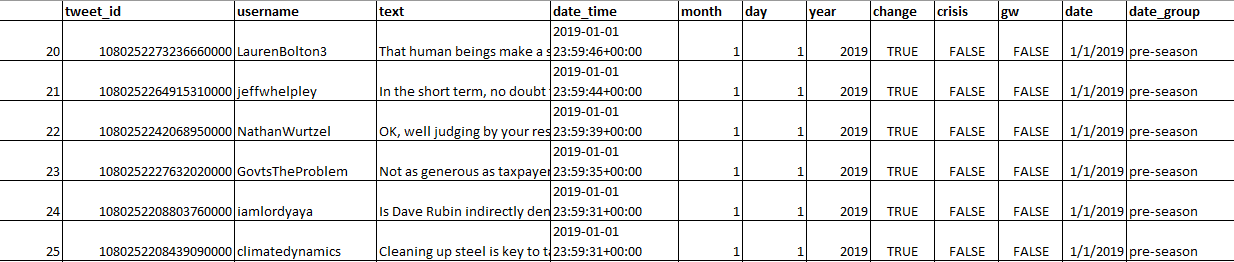 tweet_id username text date_time month day year change crisis gw date date_group
2019-01-01
20 1080252273236660000 LaurenBolton3 That human beings make a s 23:59:46+00:00 1 1 2019 TRUE FALSE FALSE 1/1/2019 pre-season
2019-01-01
21 1080252264915310000 jeffwhelpley In the short term, no doubt 23:59:44+00:00 1 1 2019 TRUE FALSE FALSE 1/1/2019 pre-season
2019-01-01
22 1080252242068950000 NathanWurtzel OK, well judging by your res 23:59:39+00:00 1 1 2019 TRUE FALSE FALSE 1/1/2019 pre-season
2019-01-01
23 1080252227632020000 GovtsTheProblem Not as generous as taxpayer 23:59:35+00:00 1 1 2019 TRUE FALSE FALSE 1/1/2019 pre-season
2019-01-01
24 1080252208803760000 iamlordyaya Is Dave Rubin indirectly den 23:59:31+00:00 1 1 2019 TRUE FALSE FALSE 1/1/2019 pre-season
2019-01-01
25 1080252208439090000 climatedynamics Cleaning up steel is key to ta 23:59:31+00:00 1 1 2019 TRUE FALSE FALSE 1/1/2019 pre-season